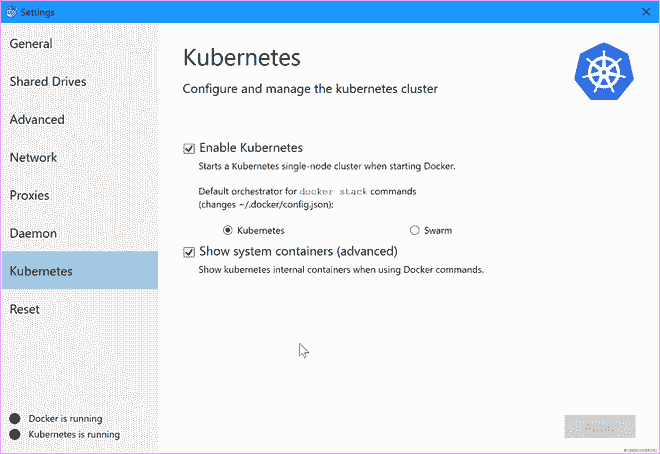 Settings
General
Shared Drives
Advanced
Network
Proxies
Daemon
Kubernetes
Reset
Docker is running
Kubernetes is running
Kubernetes
Configure and manage the kubernetes cluster
Enable Kubernetes
Starts a Kubernetes single-node cluster when starting Docker.
Default orchestrator for docker stack commands
(changes ~/.docker/config.json):
Kubernetes Swarm
Show system containers (advanced)
Show kubernetes internal containers when using Docker commands.